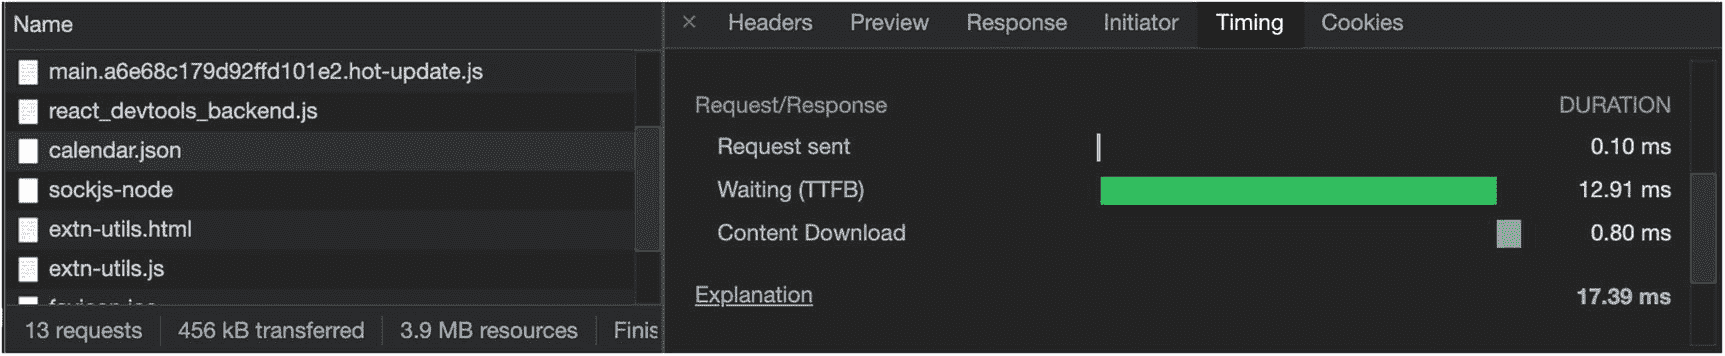 Name
main.a6e68c179d92ffd101e2.hot-update.js
react_devtools_backend.js
calendar.json
sockjs-node
extn-utils.html
extn-utils.js
13 requests 456 kB transferred 3.9 MB resources Finis
× Headers Preview Response Initiator Timing Cookies
Request/Response DURATION
Request sent 0.10 ms
Waiting (TTFB) 12.91 ms
Content Download 0.80 ms
Explanation 17.39 ms